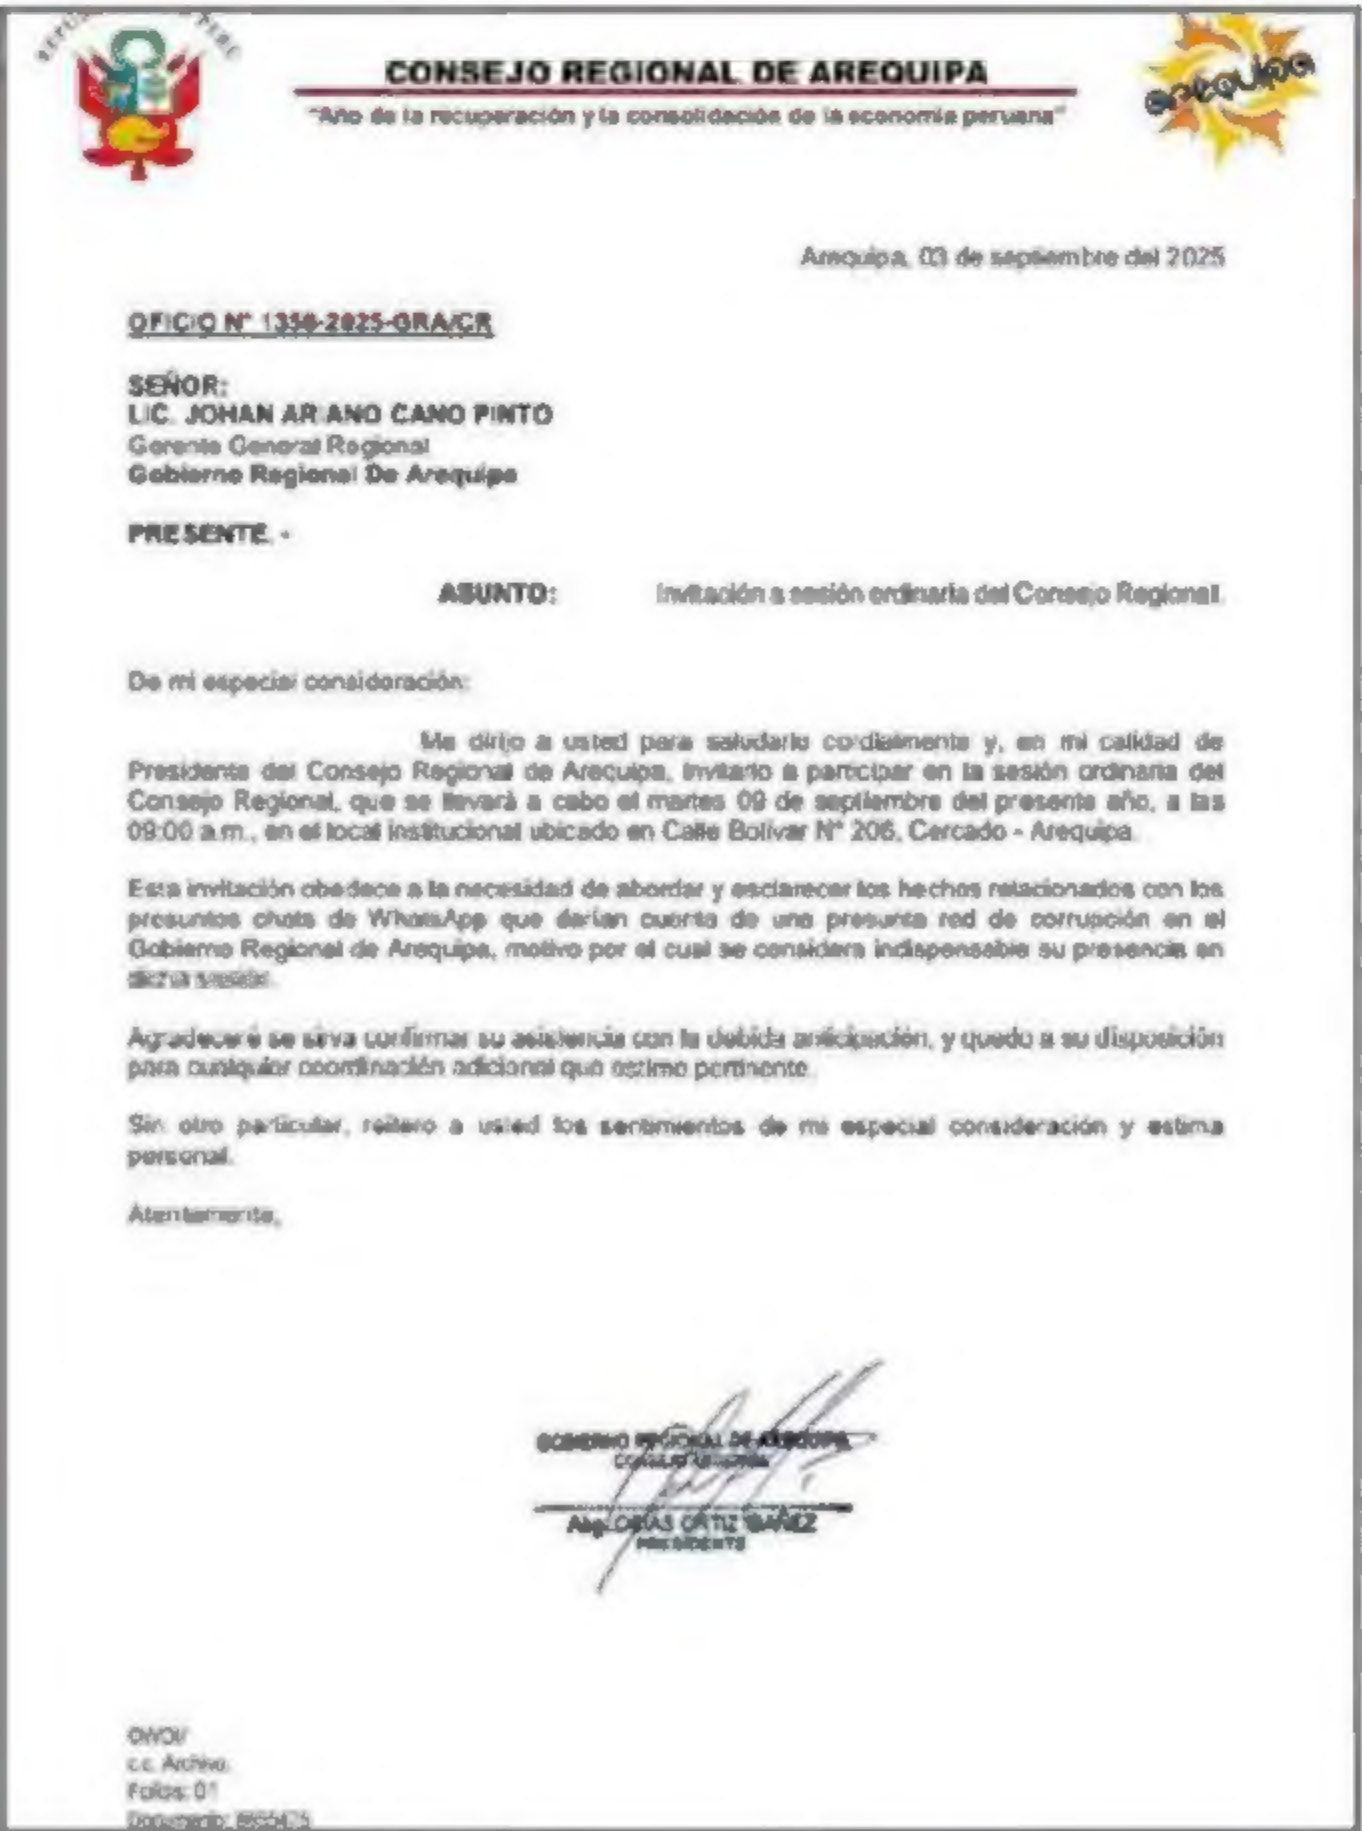 REPÚBLICA PERÚ
arequipa
CONSEJO REGIONAL DE AREQUIPA
"Año de la recuperación y la consolidación de la economía peruana"
Arequipa, 03 de septiembre del 2025
OFICIO N° -2025-GRA/CR
SEÑOR:
LIC. JOHAN CANO PINTO
Gerente General Regional
Gobierno Regional De Arequipa
PRESENTE. -
ASUNTO: Invitación a sesión ordinaria del Consejo Regional.
De mi especial consideración:
Me dirijo a usted para saludarlo cordialmente y, en mi calidad de
Presidente del Consejo Regional de Arequipa, invitarlo a participar en la sesión ordinaria del
Consejo Regional, que se llevará a cabo el martes 09 de septiembre del presente año, a las
09:00 a.m., en el local institucional ubicado en Calle Bolívar N° 206, Cercado - Arequipa.
Esta invitación obedece a la necesidad de abordar y esclarecer los hechos relacionados con los
presuntos chats de WhatsApp que darían cuenta de una presunta red de corrupción en el
Gobierno Regional de Arequipa, motivo por el cual se considera indispensable su presencia en
dicha sesión.
Agradeceré se sirva confirmar su asistencia con la debida anticipación, y quedo a su disposición
para cualquier coordinación adicional que estime pertinente.
Sin otro particular, reitero a usted los sentimientos de mi especial consideración y estima
personal.
Atentamente,
GOBIERNO REGIONAL DE AREQUIPA
CONSEJO REGIONAL
Abg. ORTIZ IBAÑEZ
PRESIDENTE
c.c. Archivo.
Folios: 01
Documento: